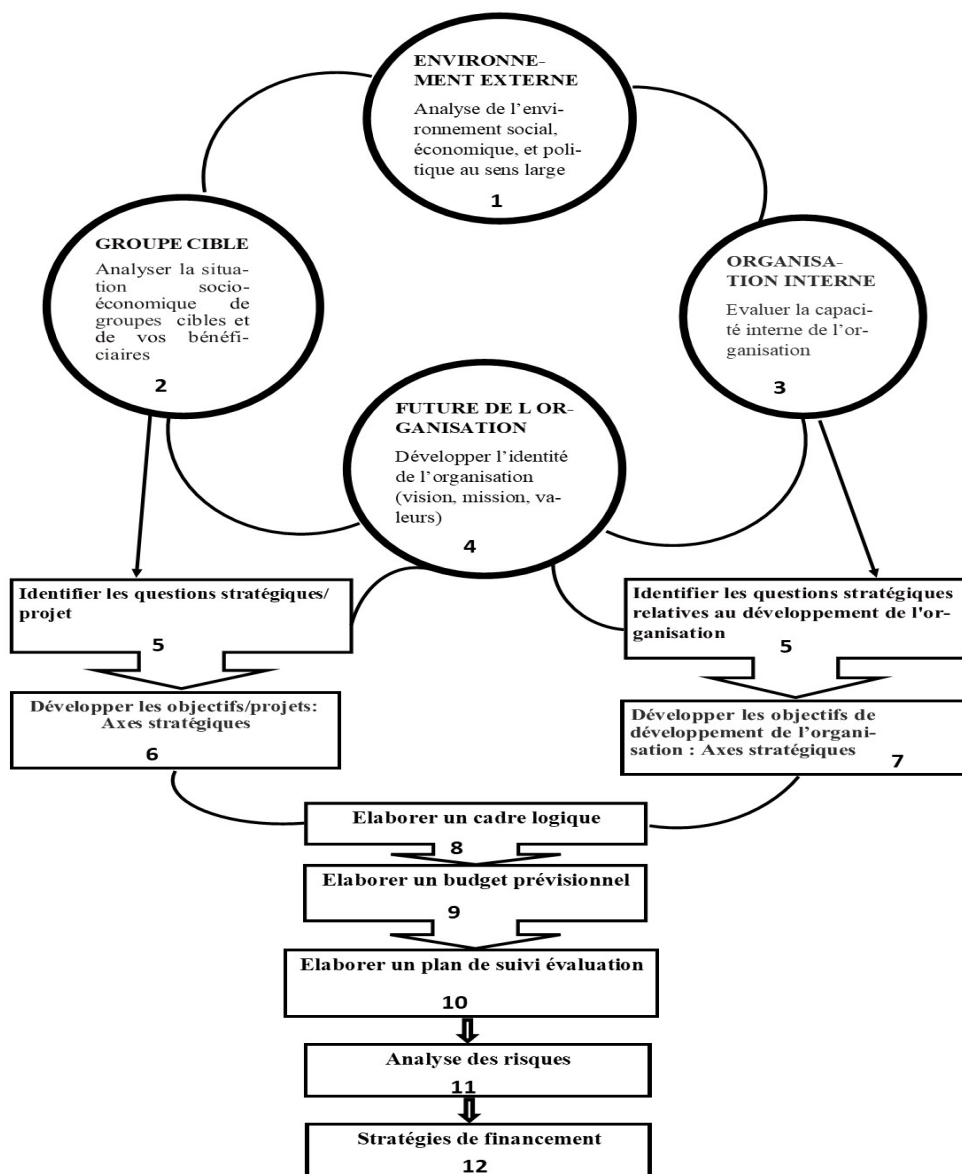 ENVIRONNE-
MENT EXTERNE
Analyse de l'envi-
ronnement social,
économique, et poli-
tique au sens large
1
GROUPE CIBLE
Analyser la situa-
tion socio-
économique de
groupes cibles et
de vos bénéfi-
ciaires
2
ORGANISA-
TION INTERNE
Evaluer la capaci-
té interne de l'or-
ganisation
3
FUTURE DE L OR-
GANISATION
Développer l'identité
de l'organisation
(vision, mission, va-
leurs)
4
Identifier les questions stratégiques/
projet
5
Identifier les questions stratégiques
relatives au développement de l'or-
ganisation
5
Développer les objectifs/projets:
Axes stratégiques
6
Développer les objectifs de
développement de l'organi-
sation : Axes stratégiques
7
Elaborer un cadre logique
8
Elaborer un budget prévisionnel
9
Elaborer un plan de suivi évaluation
10
Analyse des risques
11
Stratégies de financement
12